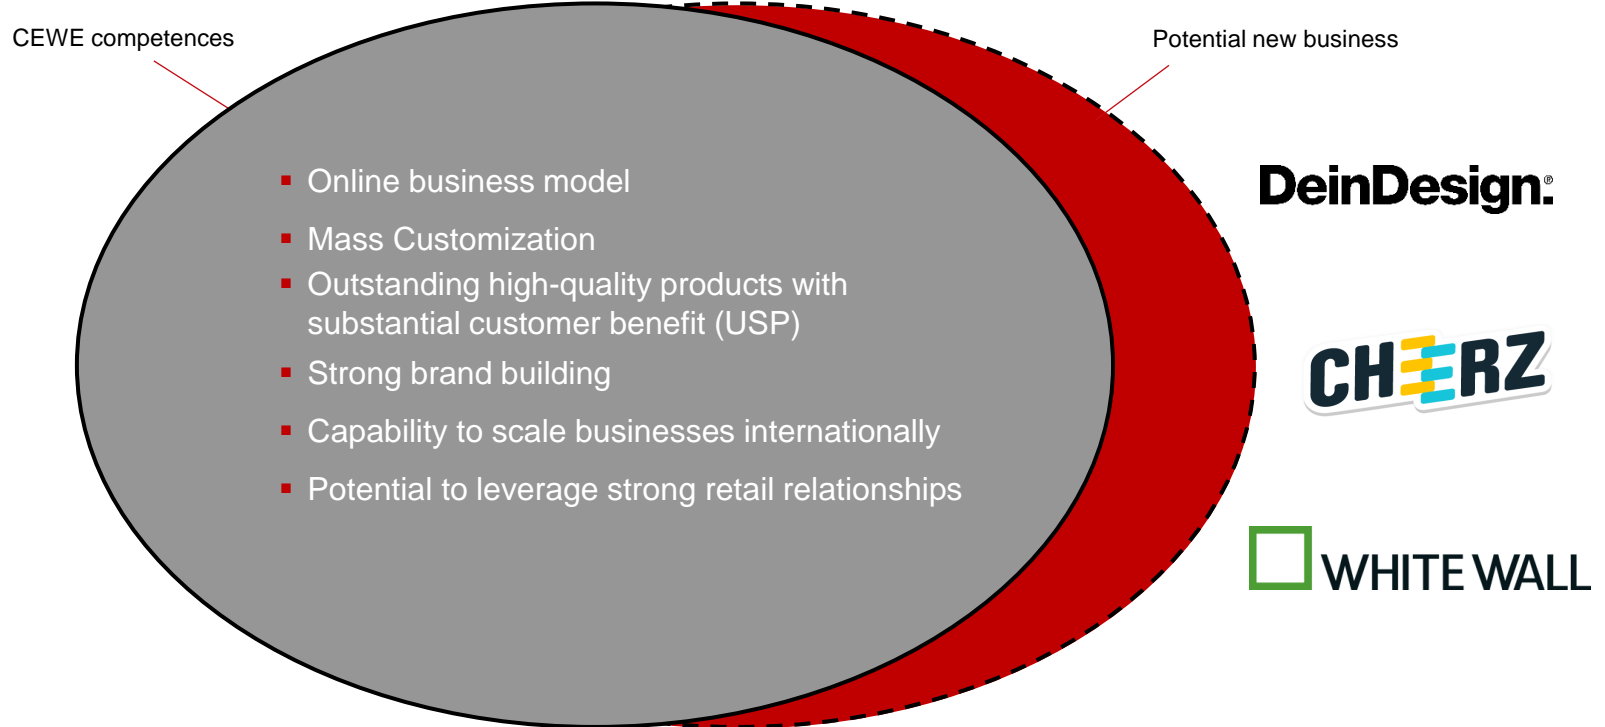 CEWE competences
Potential new business
▪ Online business model
▪ Mass Customization
▪ Outstanding high-quality products with
substantial customer benefit (USP)
▪ Strong brand building
▪ Capability to scale businesses internationally
▪ Potential to leverage strong retail relationships
DeinDesign.®
CHEERZ
WHITE WALL